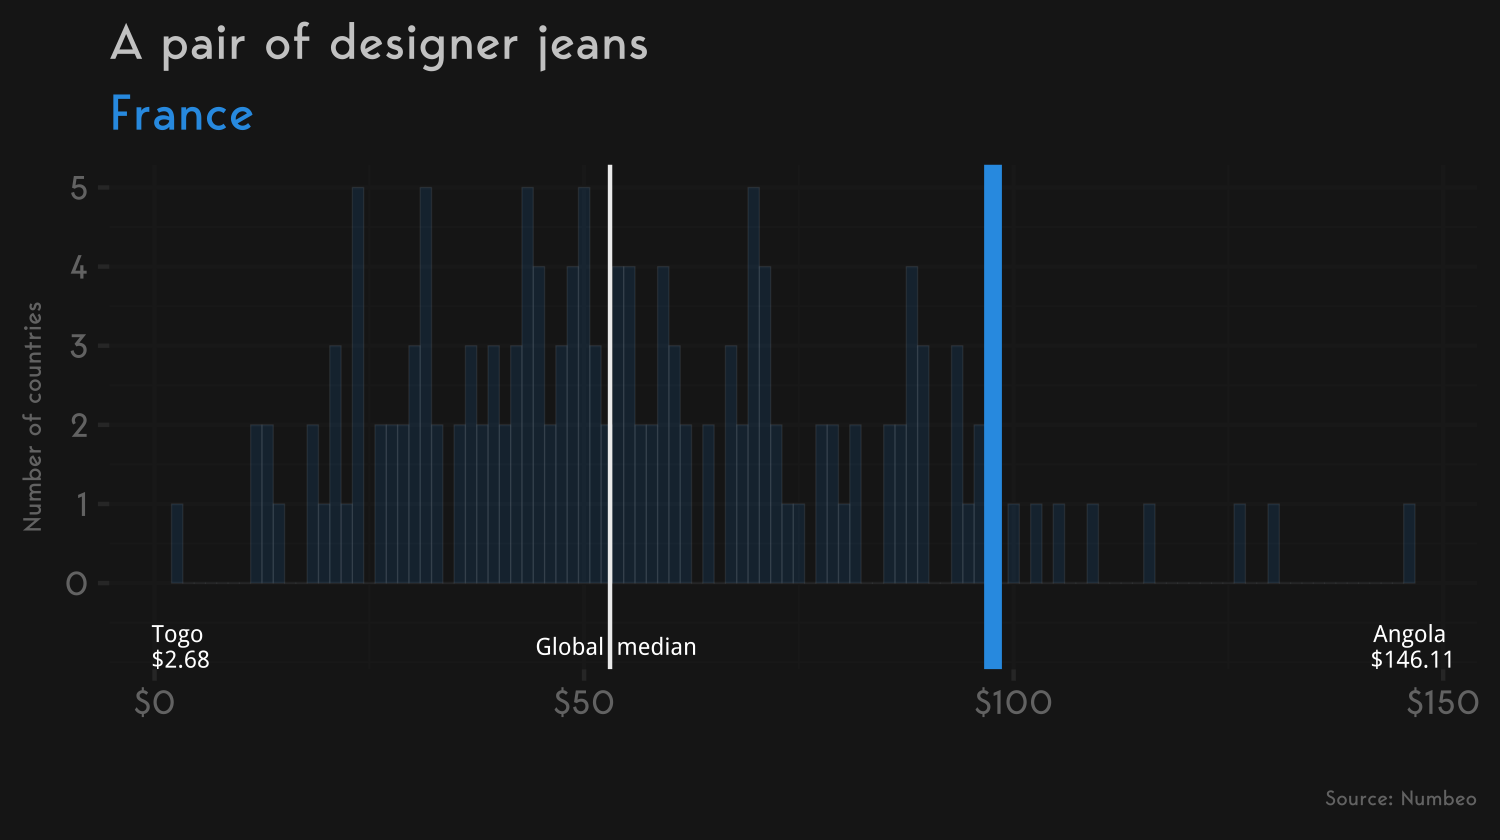 A pair of designer jeans
France
Number of countries
5
4
3
2
1
0
Togo
$2.68
Global median
Angola
$146.11
$0
$50
$100
$150
Source: Numbeo